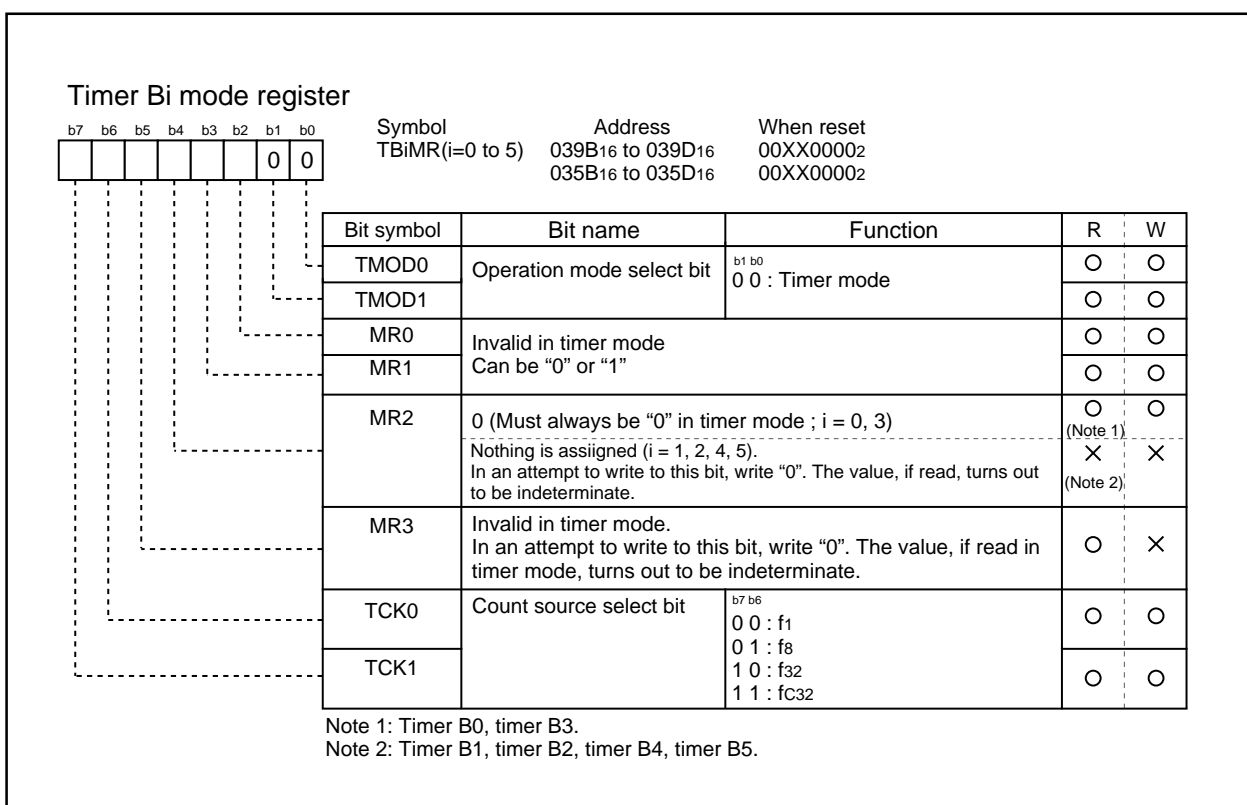 Timer Bi mode register
b7 b6 b5 b4 b3 b2 b1 b0
0 0
Symbol Address When reset
TBiMR(i=0 to 5) 039B16 to 039D16 00XX00002
035B16 to 035D16 00XX00002
Bit symbol Bit name Function R W
TMOD0 Operation mode select bit b1 b0
0 0 : Timer mode
TMOD1
MR0 Invalid in timer mode
MR1 Can be “0” or “1”
MR2 0 (Must always be “0” in timer mode ; i = 0, 3)
(Note 1)
Nothing is assiigned (i = 1, 2, 4, 5).
In an attempt to write to this bit, write “0”. The value, if read, turns out
to be indeterminate.
(Note 2)
MR3 Invalid in timer mode.
In an attempt to write to this bit, write “0”. The value, if read in
timer mode, turns out to be indeterminate.
TCK0 Count source select bit b7 b6
0 0 : f1
0 1 : f8
TCK1 1 0 : f32
1 1 : fC32
Note 1: Timer B0, timer B3.
Note 2: Timer B1, timer B2, timer B4, timer B5.